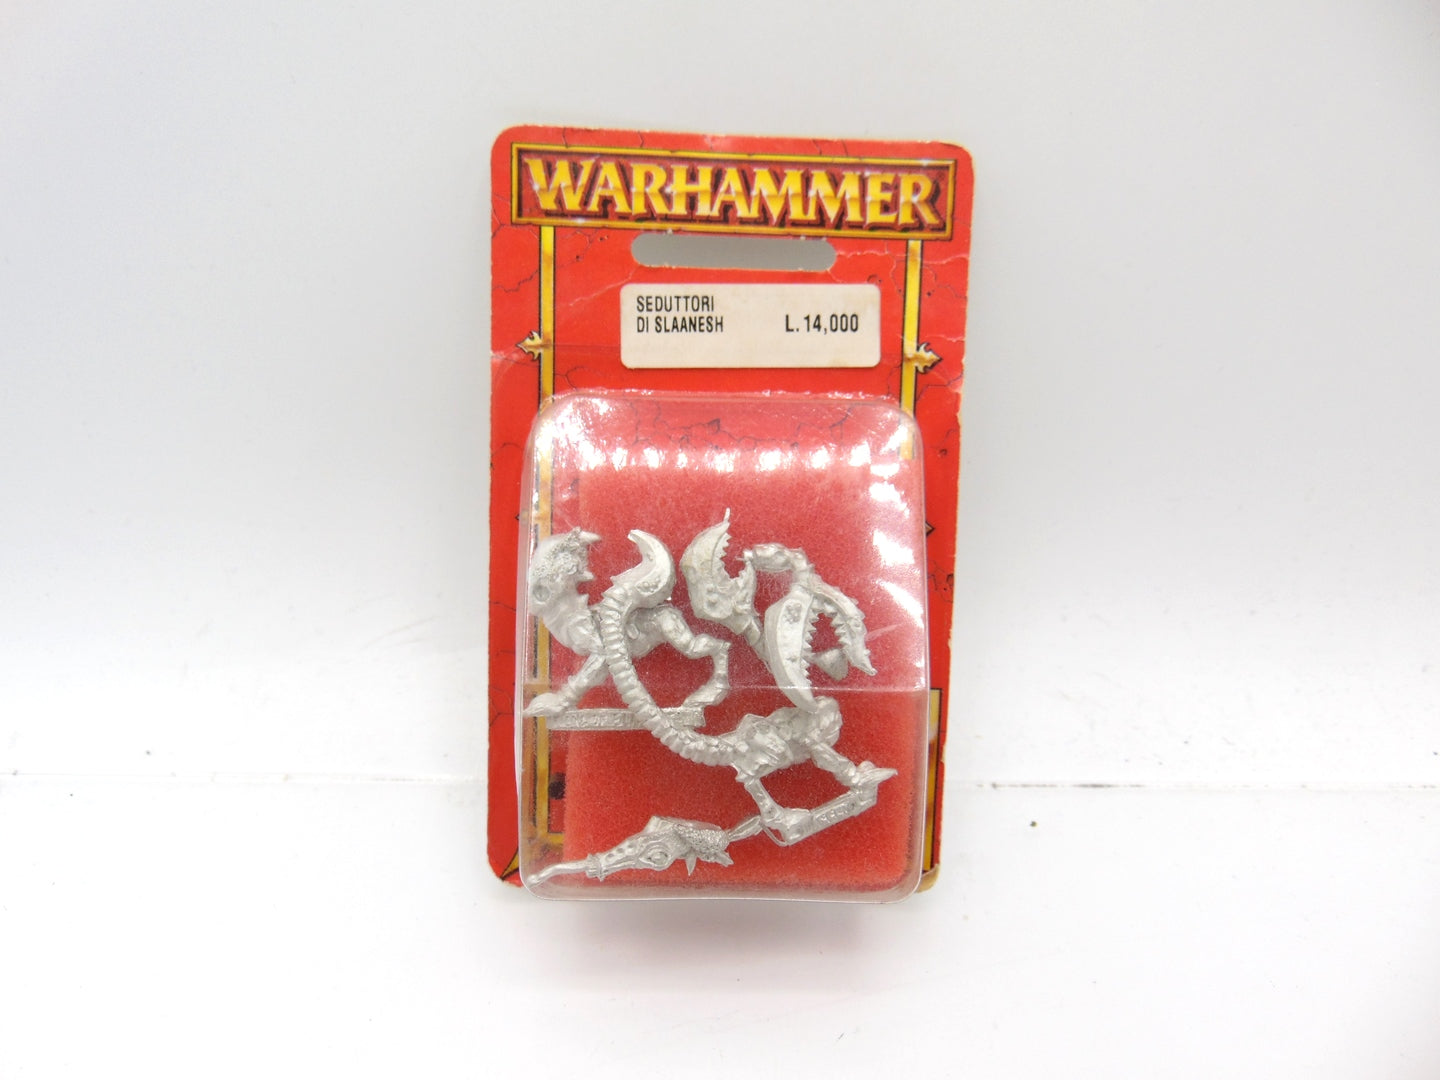 WARHAMMER
SEDUTTORI
DI SLAANESH L.14,000